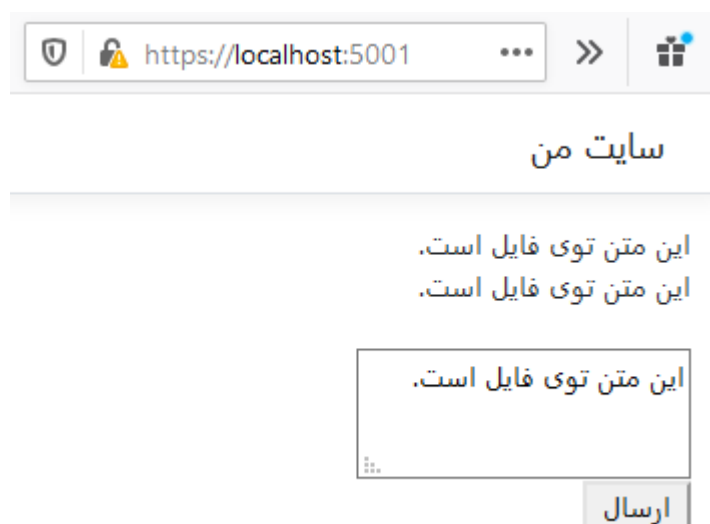 https://localhost:5001
سایت من
این متن توی فایل است.
این متن توی فایل است.
این متن توی فایل است.
ارسال